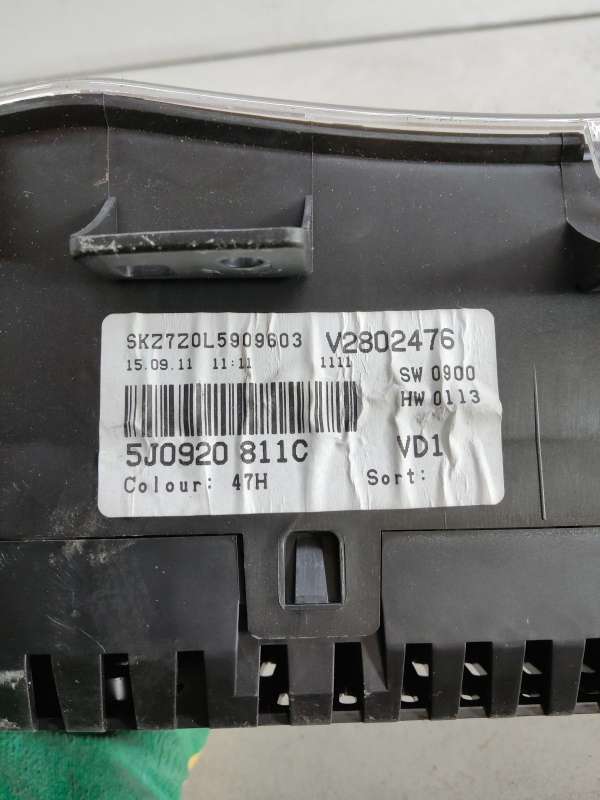 SKZ7Z0L5909603 V2802476
15.09.11 11:11 1111 SW 0900
HW 0113
5J0920 811C VD1
Colour: 47H Sort: